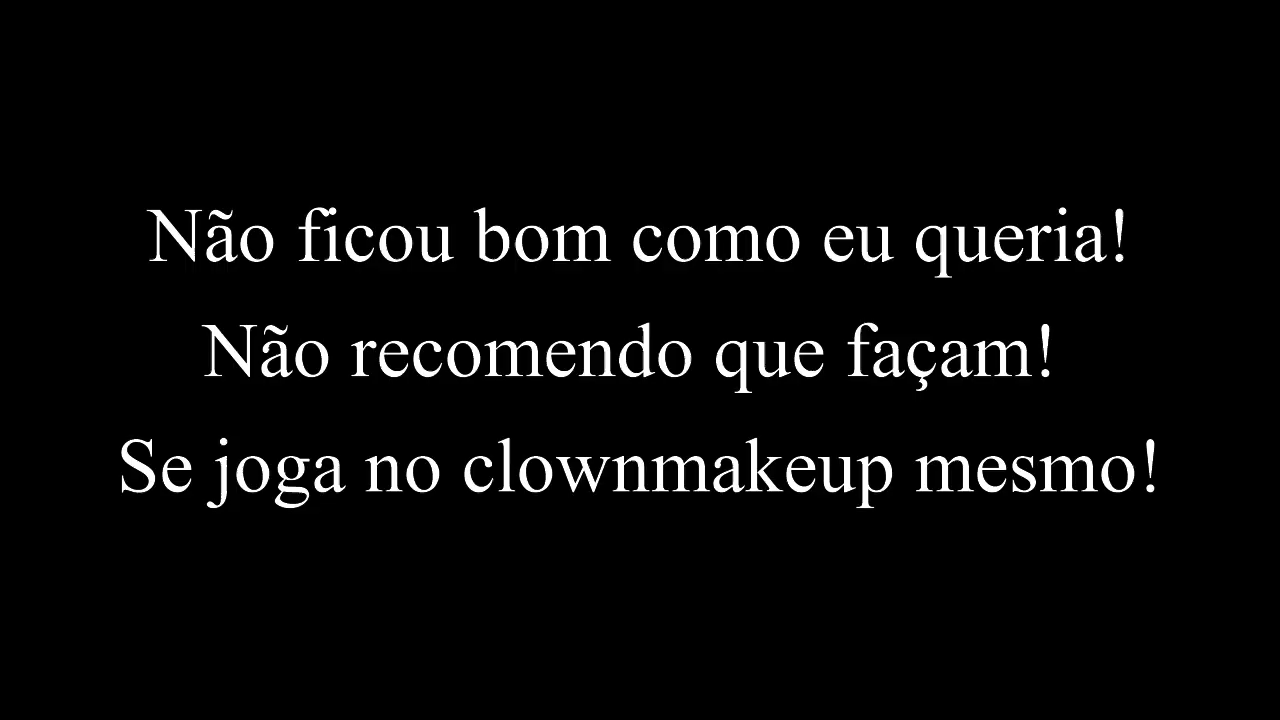 Não ficou bom como eu queria!
Não recomendo que façam!
Se joga no clownmakeup mesmo!